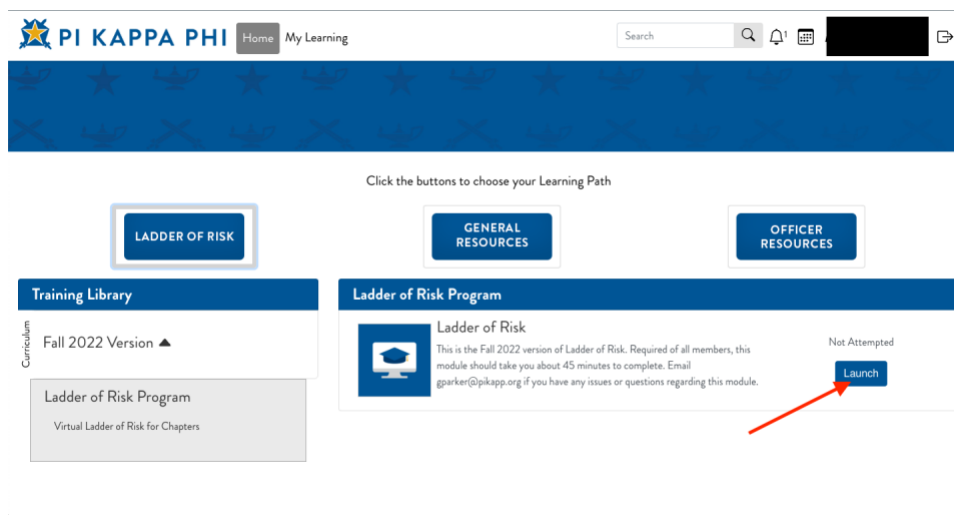 PI KAPPA PHI
Home
My Learning
Search
1
Click the buttons to choose your Learning Path
LADDER OF RISK
GENERAL
RESOURCES
OFFICER
RESOURCES
Training Library
Curriculum
Fall 2022 Version
Ladder of Risk Program
Virtual Ladder of Risk for Chapters
Ladder of Risk Program
Ladder of Risk
This is the Fall 2022 version of Ladder of Risk. Required of all members, this
module should take you about 45 minutes to complete. Email
gparker@pikapp.org if you have any issues or questions regarding this module.
Not Attempted
Launch